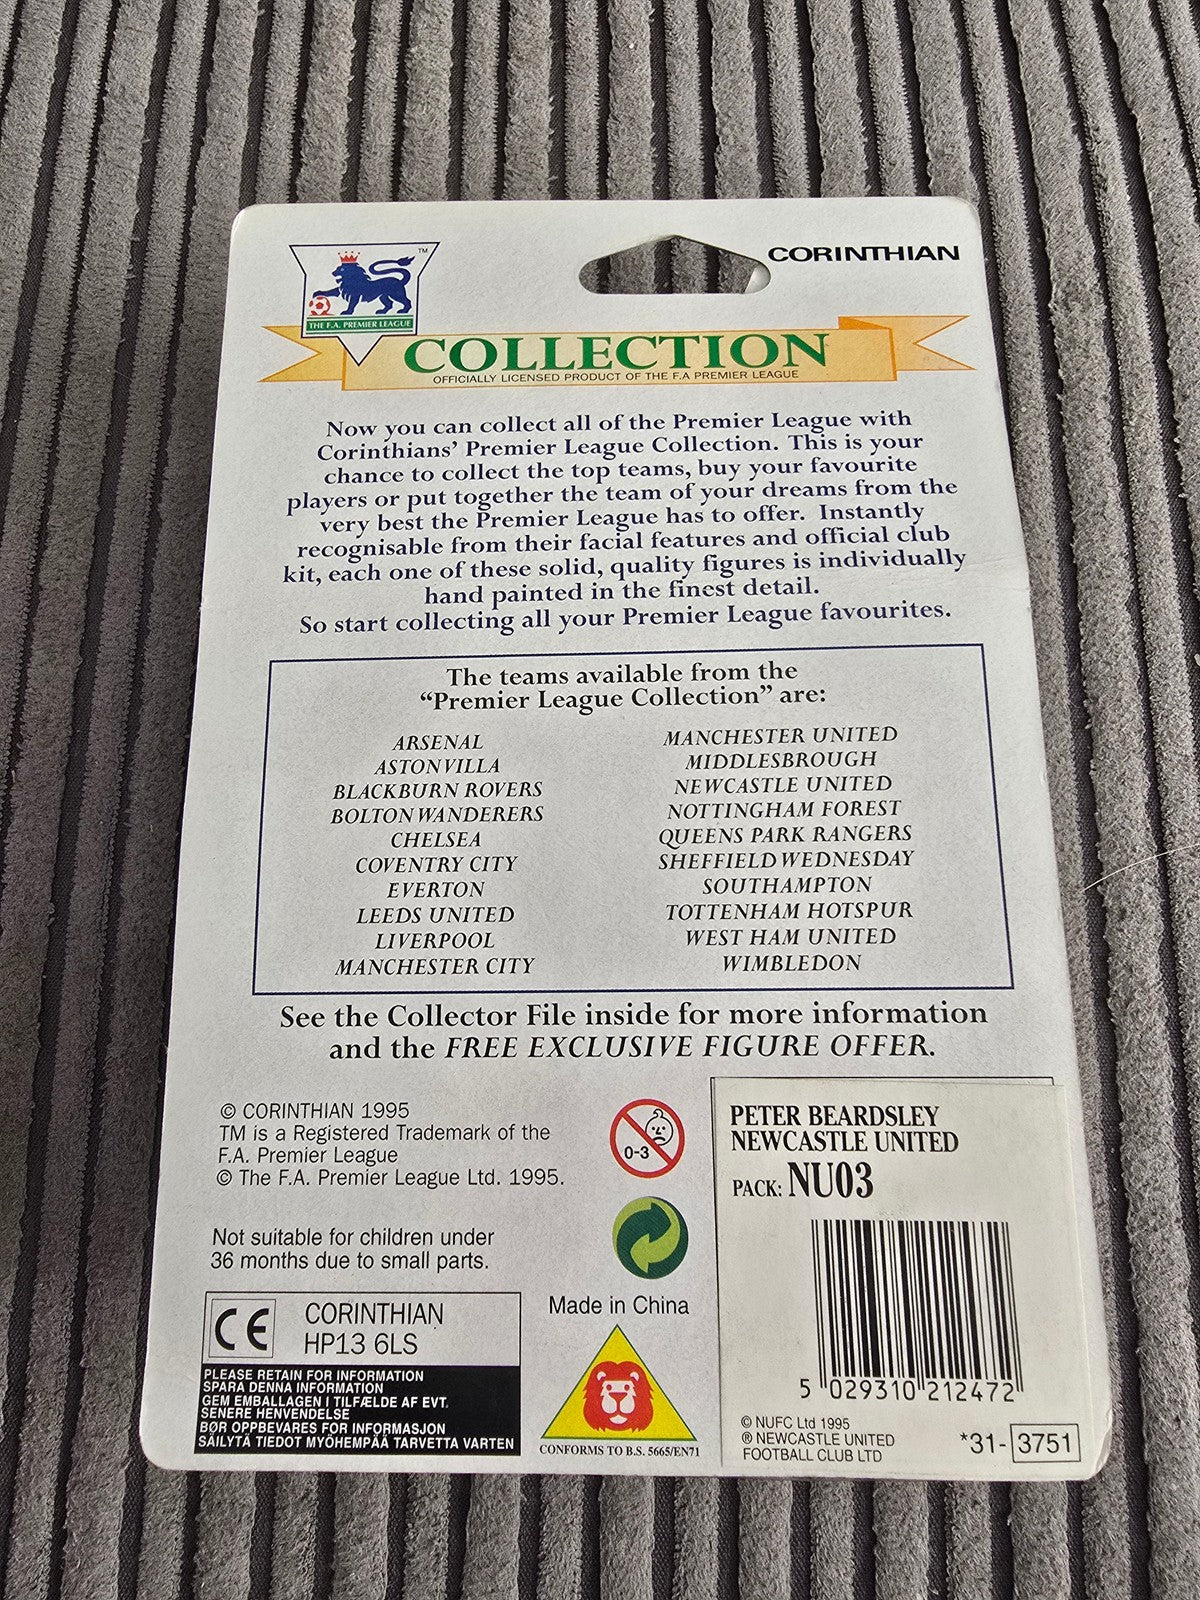 CORINTHIAN
TM
THE F.A. PREMIER LEAGUE
COLLECTION
OFFICIALLY LICENSED PRODUCT OF THE F.A PREMIER LEAGUE
Now you can collect all of the Premier League with
Corinthians' Premier League Collection. This is your
chance to collect the top teams, buy your favourite
players or put together the team of your dreams from the
very best the Premier League has to offer. Instantly
recognisable from their facial features and official club
kit, each one of these solid, quality figures is individually
hand painted in the finest detail.
So start collecting all your Premier League favourites.
The teams available from the
“Premier League Collection” are:
ARSENAL
ASTON VILLA
BLACKBURN ROVERS
BOLTON WANDERERS
CHELSEA
COVENTRY CITY
EVERTON
LEEDS UNITED
LIVERPOOL
MANCHESTER CITY
MANCHESTER UNITED
MIDDLESBROUGH
NEWCASTLE UNITED
NOTTINGHAM FOREST
QUEENS PARK RANGERS
SHEFFIELD WEDNESDAY
SOUTHAMPTON
TOTTENHAM HOTSPUR
WEST HAM UNITED
WIMBLEDON
See the Collector File inside for more information
and the FREE EXCLUSIVE FIGURE OFFER.
© CORINTHIAN 1995
TM is a Registered Trademark of the
F.A. Premier League
© The F.A. Premier League Ltd. 1995.
Not suitable for children under
36 months due to small parts.
CE
CORINTHIAN
HP13 6LS
PLEASE RETAIN FOR INFORMATION
SPARA DENNA INFORMATION
GEM EMBALLAGEN I TILFÆLDE AF EVT.
SENERE HENVENDELSE
BØR OPPBEVARES FOR INFORMASJON
SÄILYTÄ TIEDOT MYÖHEMPÄÄ TARVETTA VARTEN
0-3
Made in China
CONFORMS TO B.S. 5665/EN71
PETER BEARDSLEY
NEWCASTLE UNITED
PACK: NU03
5 029310 212472
© NUFC Ltd 1995
® NEWCASTLE UNITED
FOOTBALL CLUB LTD
*31- 3751